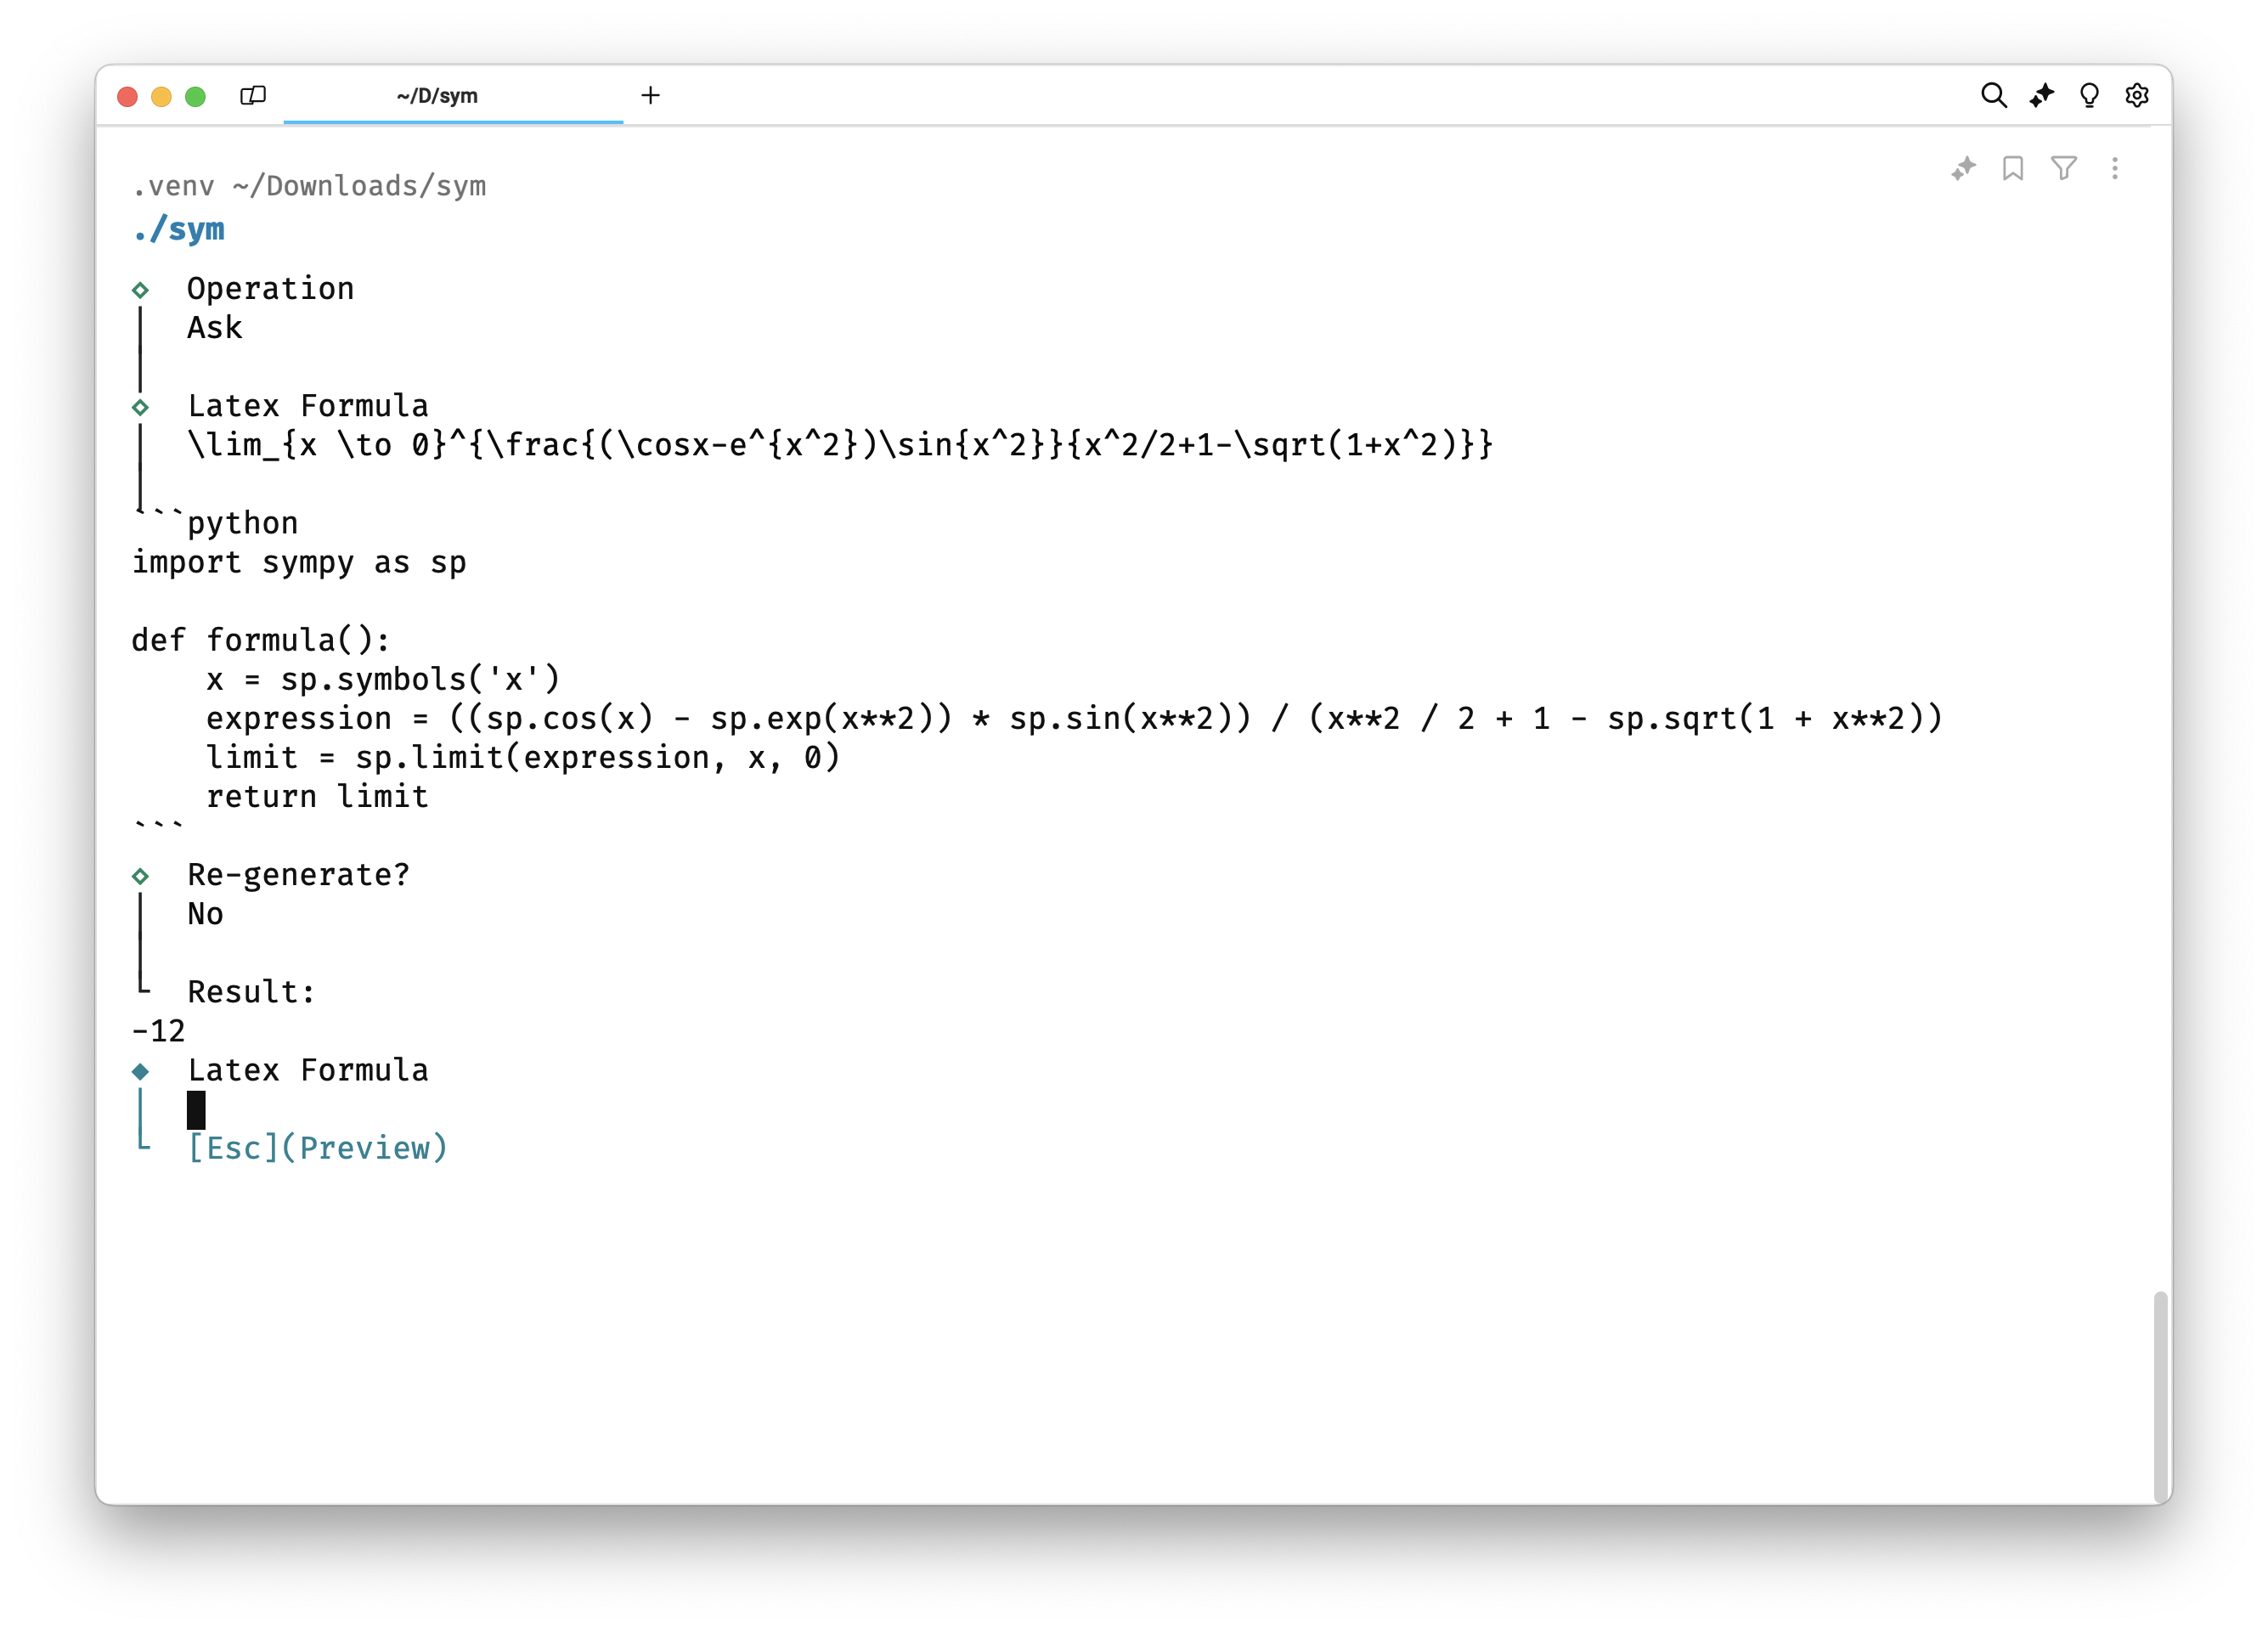 ~/D/sym
.venv ~/Downloads/sym
./sym
Operation
Ask
Latex Formula
\lim_{x \to 0}^{\frac{(\cosx-e^{x^2})\sin{x^2}}{x^2/2+1-\sqrt(1+x^2)}}
```python
import sympy as sp
def formula():
    x = sp.symbols('x')
    expression = ((sp.cos(x) - sp.exp(x**2)) * sp.sin(x**2)) / (x**2 / 2 + 1 - sp.sqrt(1 + x**2))
    limit = sp.limit(expression, x, 0)
    return limit
```
Re-generate?
No
Result:
-12
Latex Formula
[Esc](Preview)